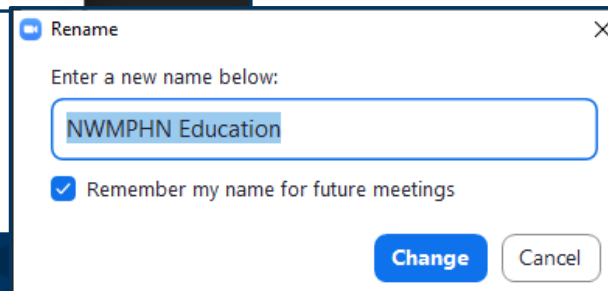 Rename
Enter a new name below:
NWMPHN Education
Remember my name for future meetings
Change Cancel